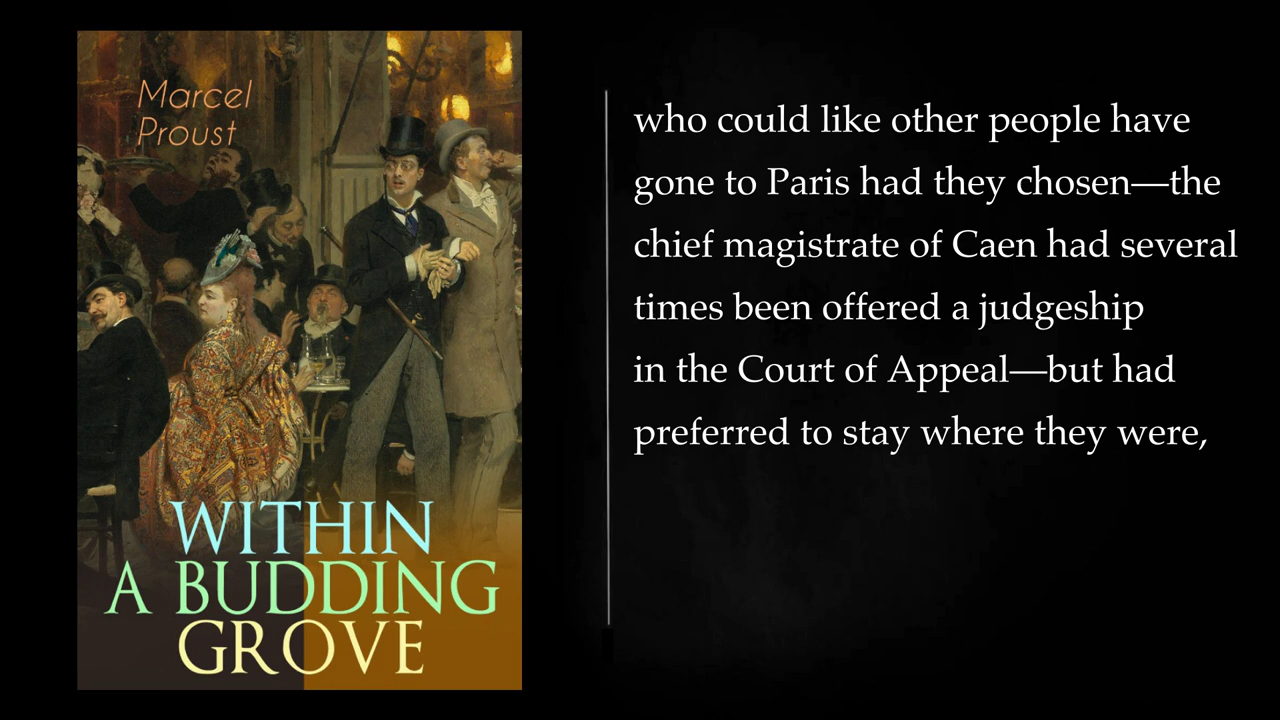 Marcel
Proust
WITHIN
A BUDDING
GROVE
who could like other people have
gone to Paris had they chosen—the
chief magistrate of Caen had several
times been offered a judgeship
in the Court of Appeal—but had
preferred to stay where they were,